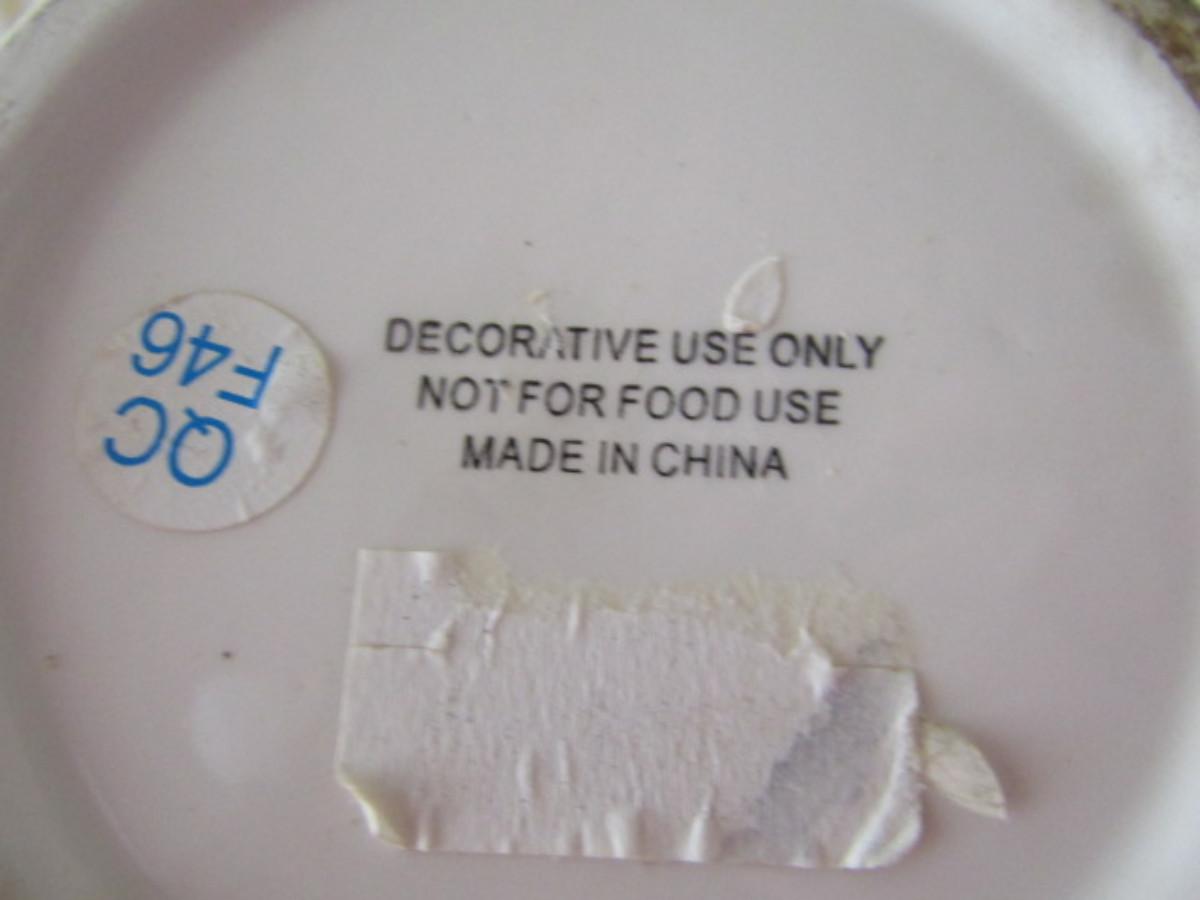 DECORATIVE USE ONLY
NOT FOR FOOD USE
MADE IN CHINA
QC
F46